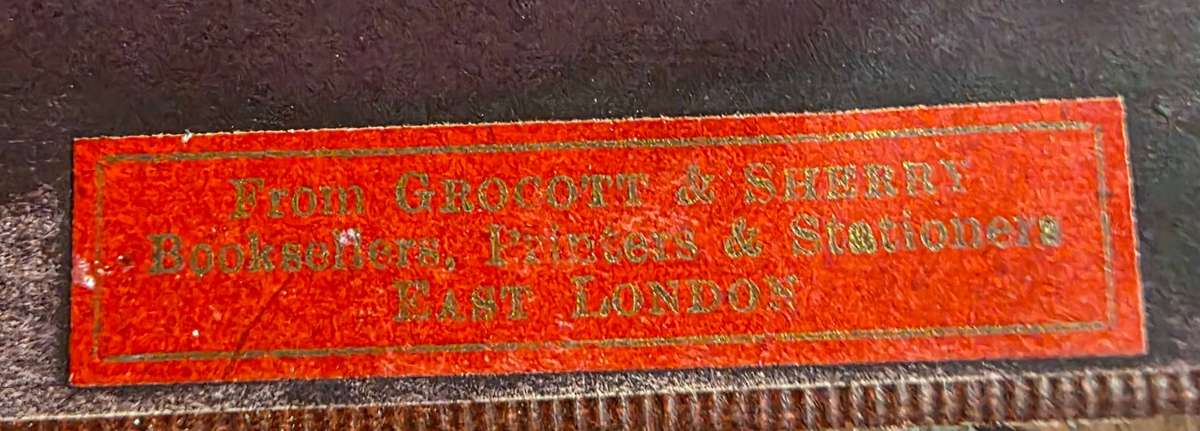 From GROCOTT & SHERRY
Booksellers, Printers & Stationers
EAST LONDON